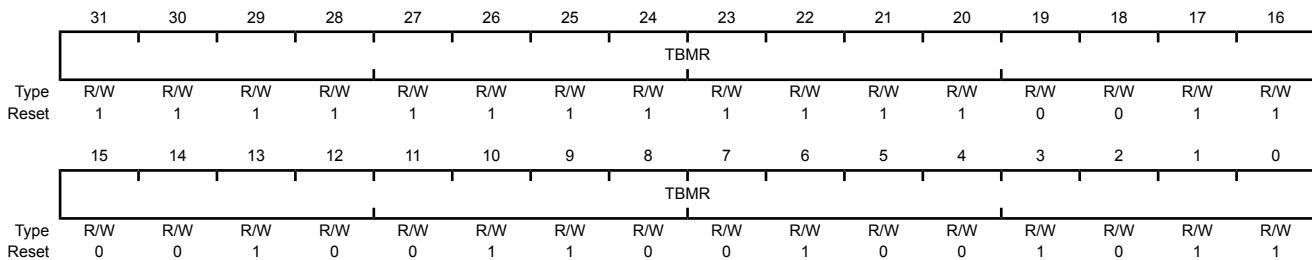 31 30 29 28 27 26 25 24 23 22 21 20 19 18 17 16
TBMR
Type R/W R/W R/W R/W R/W R/W R/W R/W R/W R/W R/W R/W R/W R/W R/W R/W
Reset 1 1 1 1 1 1 1 1 1 1 1 1 0 0 1 1
15 14 13 12 11 10 9 8 7 6 5 4 3 2 1 0
TBMR
Type R/W R/W R/W R/W R/W R/W R/W R/W R/W R/W R/W R/W R/W R/W R/W R/W
Reset 0 0 1 0 0 1 1 0 0 1 0 0 1 0 1 1